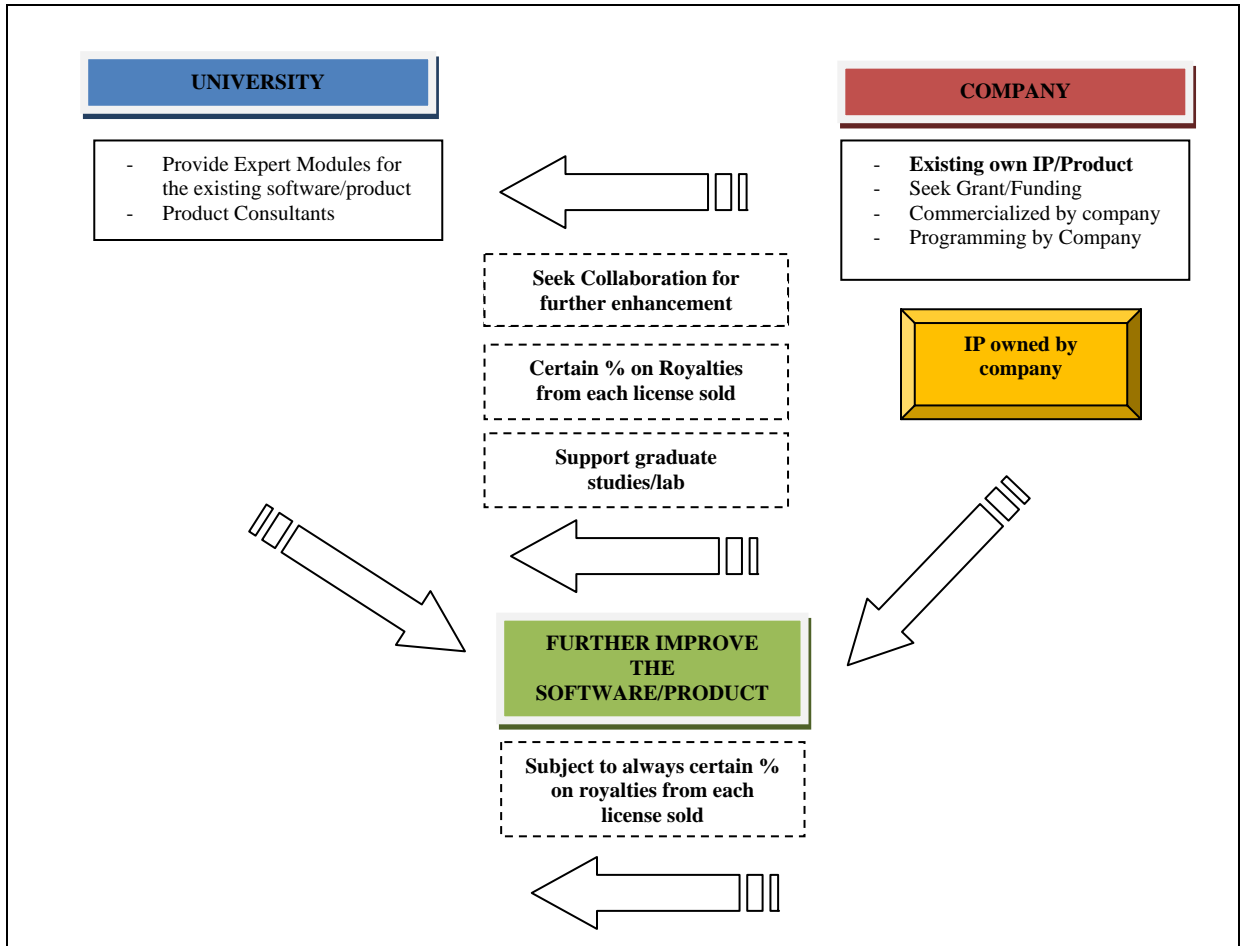 UNIVERSITY
COMPANY
- Provide Expert Modules for
the existing software/product
- Product Consultants
- Existing own IP/Product
- Seek Grant/Funding
- Commercialized by company
- Programming by Company
Seek Collaboration for
further enhancement
IP owned by
company
Certain % on Royalties
from each license sold
Support graduate
studies/lab
FURTHER IMPROVE
THE
SOFTWARE/PRODUCT
Subject to always certain %
on royalties from each
license sold